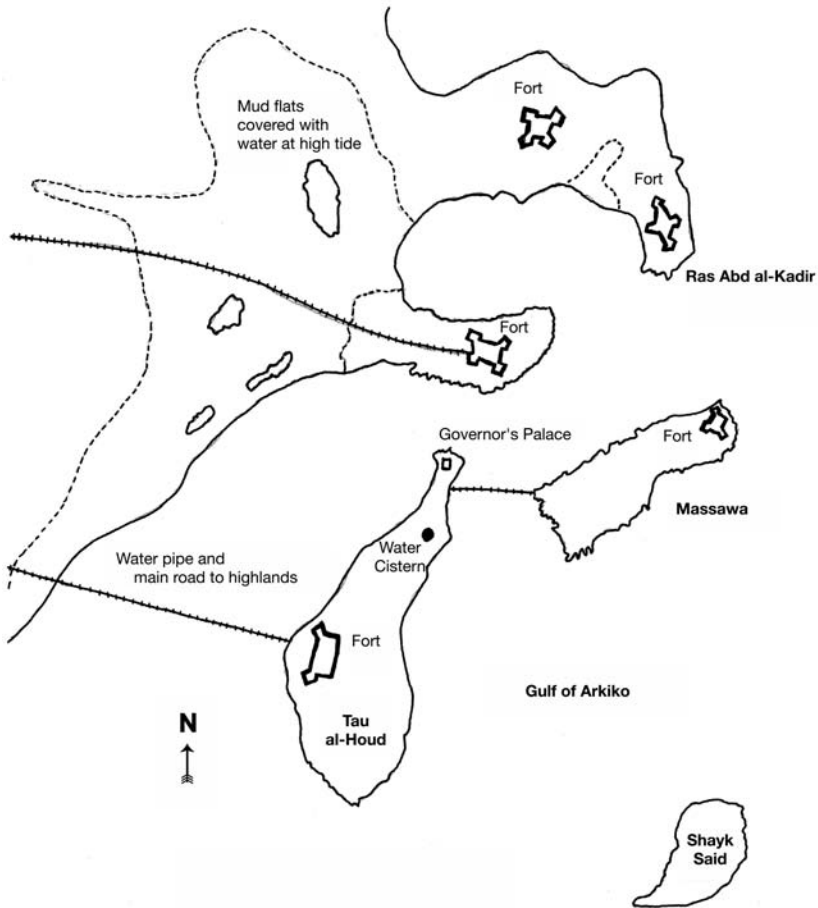 Fort
Mud flats
covered with
water at high tide
Fort
Ras Abd al-Kadir
Fort
Governor's Palace
Fort
Massawa
Water
Cistern
Water pipe and
main road to highlands
Fort
Gulf of Arkiko
N
Tau
al-Houd
Shayk
Said